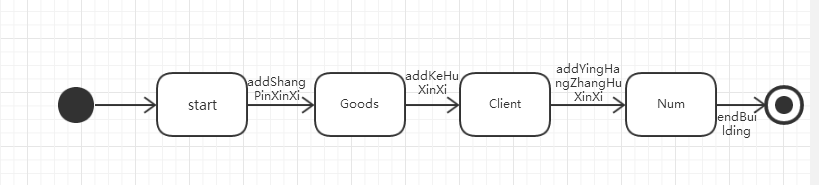 start
addShang
PinXinXi
Goods
addKeHu
XinXi
Client
addYingHa
ngZhangHu
XinXi
Num
endBui
lding